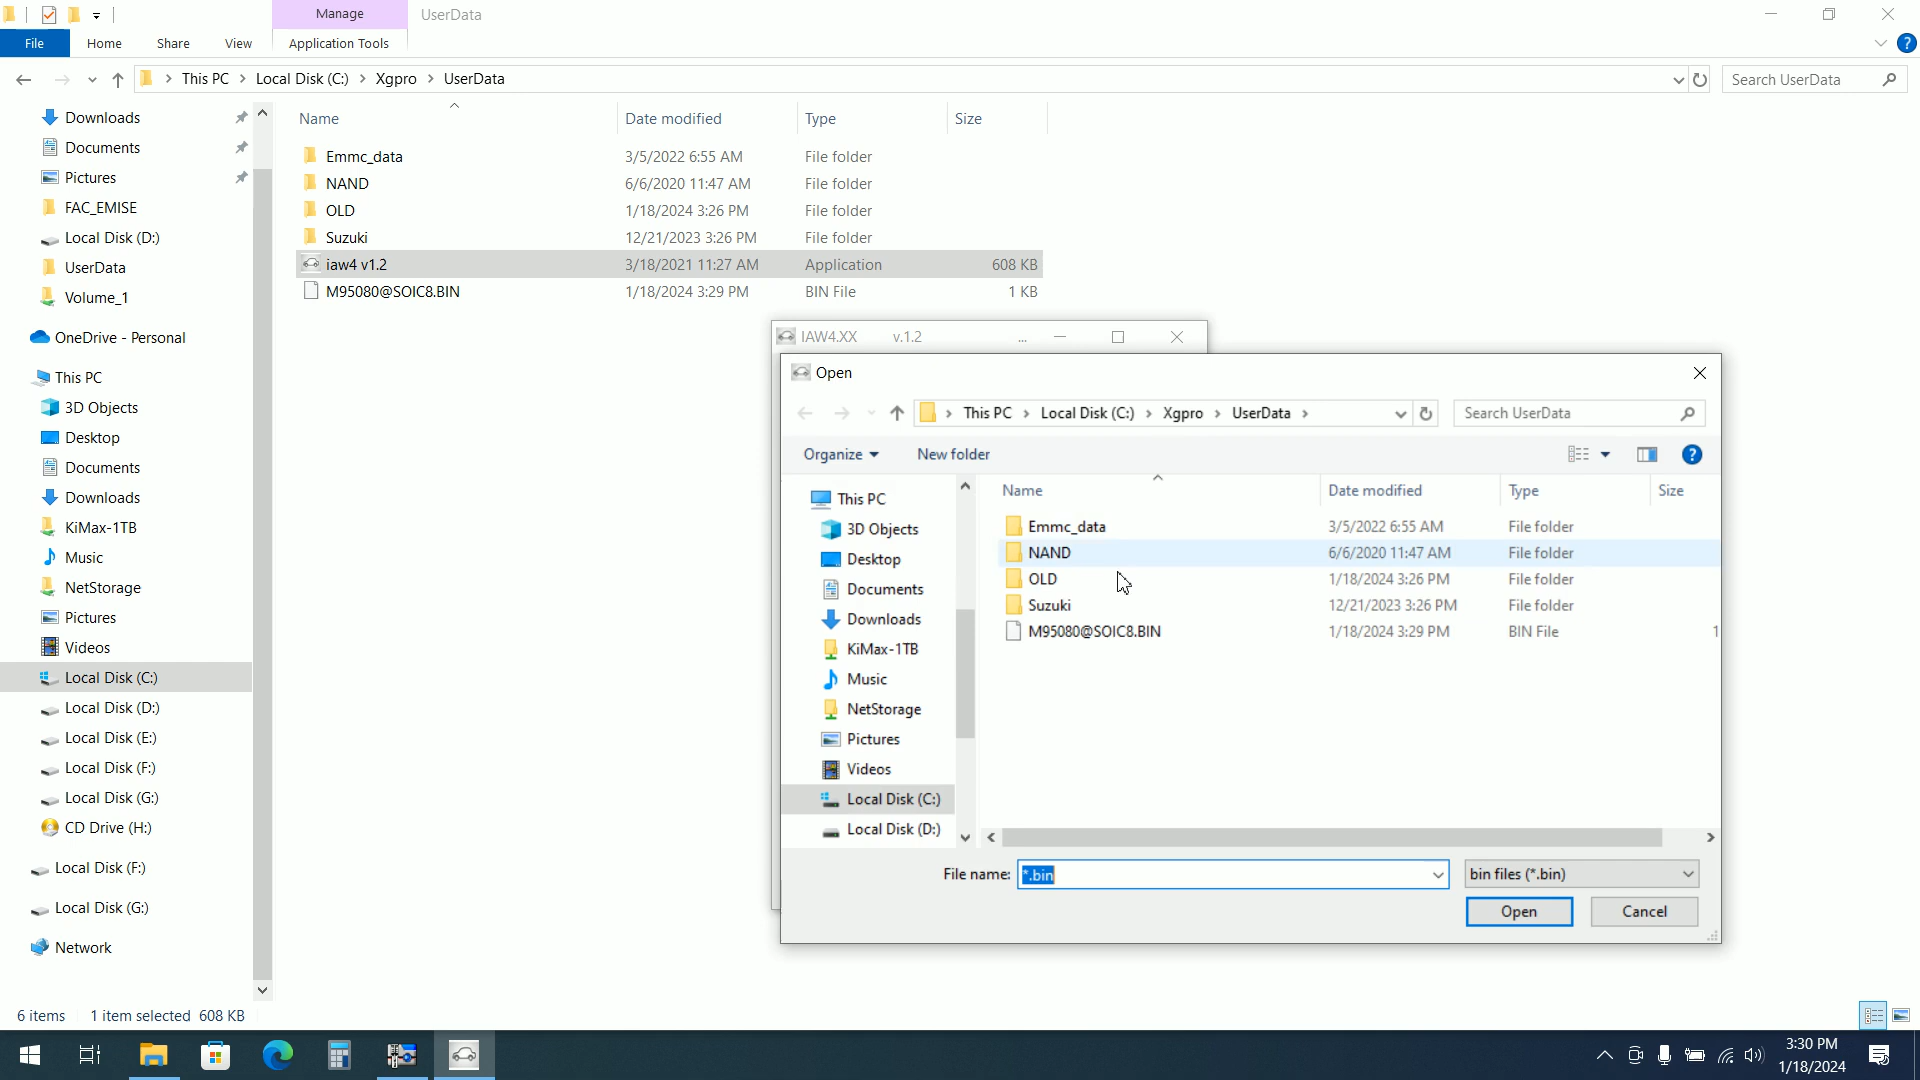 Manage
UserData
File
Home
Share
View
Application Tools
This PC > Local Disk (C:) > Xgpro > UserData
Search UserData
Downloads
Documents
Pictures
FAC_EMISE
Local Disk (D:)
UserData
Volume_1
OneDrive - Personal
This PC
3D Objects
Desktop
Documents
Downloads
KiMax-1TB
Music
NetStorage
Pictures
Videos
Local Disk (C:)
Local Disk (D:)
Local Disk (E:)
Local Disk (F:)
Local Disk (G:)
CD Drive (H:)
Local Disk (F:)
Local Disk (G:)
Network
Name Date modified Type Size
Emmc_data 3/5/2022 6:55 AM File folder
NAND 6/6/2020 11:47 AM File folder
OLD 1/18/2024 3:26 PM File folder
Suzuki 12/21/2023 3:26 PM File folder
iaw4 v1.2 3/18/2021 11:27 AM Application 608 KB
M95080@SOIC8.BIN 1/18/2024 3:29 PM BIN File 1 KB
IAW4.XX v.1.2 ...
Open
This PC > Local Disk (C:) > Xgpro > UserData >
Search UserData
Organize
New folder
?
This PC
3D Objects
Desktop
Documents
Downloads
KiMax-1TB
Music
NetStorage
Pictures
Videos
Local Disk (C:)
Local Disk (D:)
Name Date modified Type Size
Emmc_data 3/5/2022 6:55 AM File folder
NAND 6/6/2020 11:47 AM File folder
OLD 1/18/2024 3:26 PM File folder
Suzuki 12/21/2023 3:26 PM File folder
M95080@SOIC8.BIN 1/18/2024 3:29 PM BIN File 1
File name: *.bin
bin files (*.bin)
Open
Cancel
6 items 1 item selected 608 KB
3:30 PM
1/18/2024